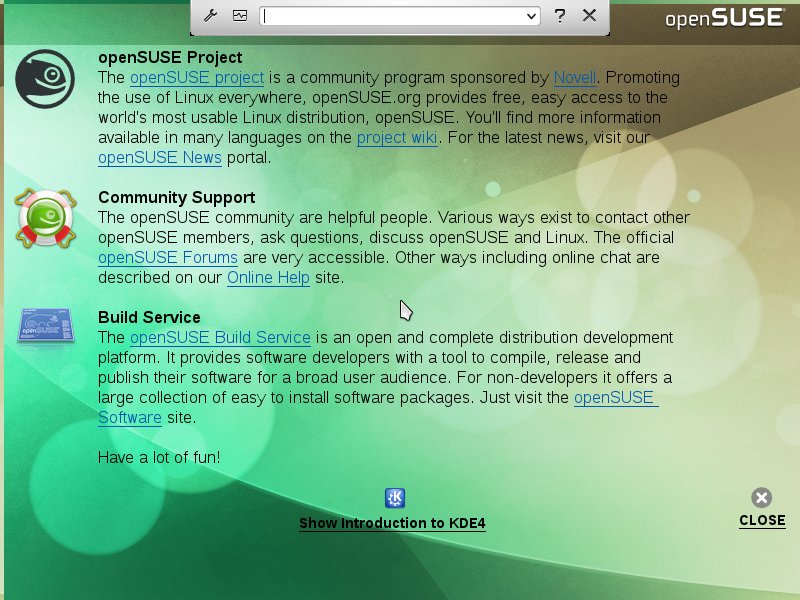 openSUSE
openSUSE Project
The openSUSE project is a community program sponsored by Novell. Promoting
the use of Linux everywhere, openSUSE.org provides free, easy access to the
world's most usable Linux distribution, openSUSE. You'll find more information
available in many languages on the project wiki. For the latest news, visit our
openSUSE News portal.
Community Support
The openSUSE community are helpful people. Various ways exist to contact other
openSUSE members, ask questions, discuss openSUSE and Linux. The official
openSUSE Forums are very accessible. Other ways including online chat are
described on our Online Help site.
Build Service
The openSUSE Build Service is an open and complete distribution development
platform. It provides software developers with a tool to compile, release and
publish their software for a broad user audience. For non-developers it offers a
large collection of easy to install software packages. Just visit the openSUSE
Software site.
Have a lot of fun!
Show Introduction to KDE4
CLOSE